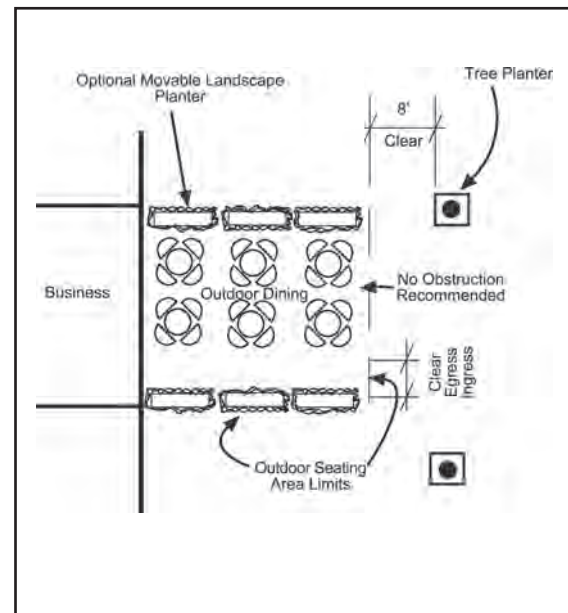 Optional Movable Landscape
Planter
Tree Planter
8'
Clear
Business
Outdoor Dining
No Obstruction
Recommended
Clear
Egress
Ingress
Outdoor Seating
Area Limits